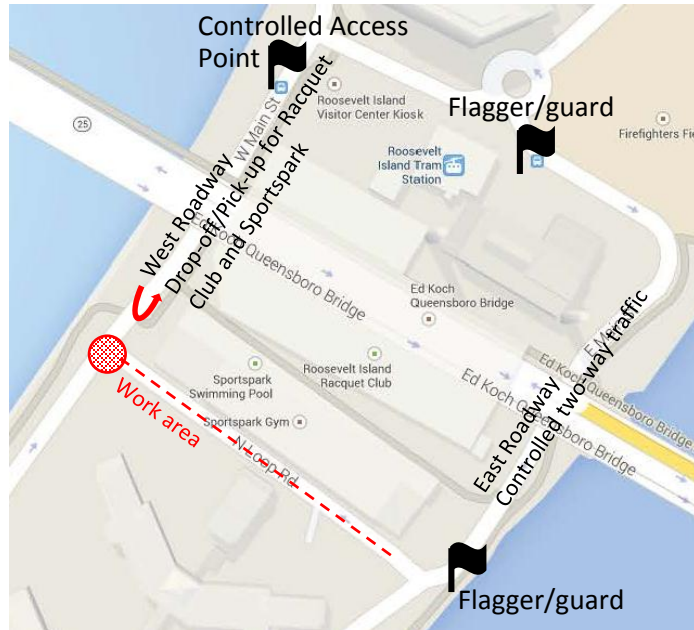 Controlled Access
Point
25
W Main St
Roosevelt Island
Visitor Center Kiosk
Flagger/guard
Firefighters Fie
Roosevelt
Island Tram
Station
West Roadway
Drop-off/Pick-up for Racquet
Club and Sportspark
Ed Koch Queensboro Bridge
Ed Koch
Queensboro Bridge
E Ma
East Roadway
Controlled two-way traffic
Ed Koch Queensboro Bridge
Ed Koch Queensboro Bridge
Roosevelt Island
Racquet Club
Sportspark
Swimming Pool
Sportspark Gym
Work area
N Loop Rd
Flagger/guard